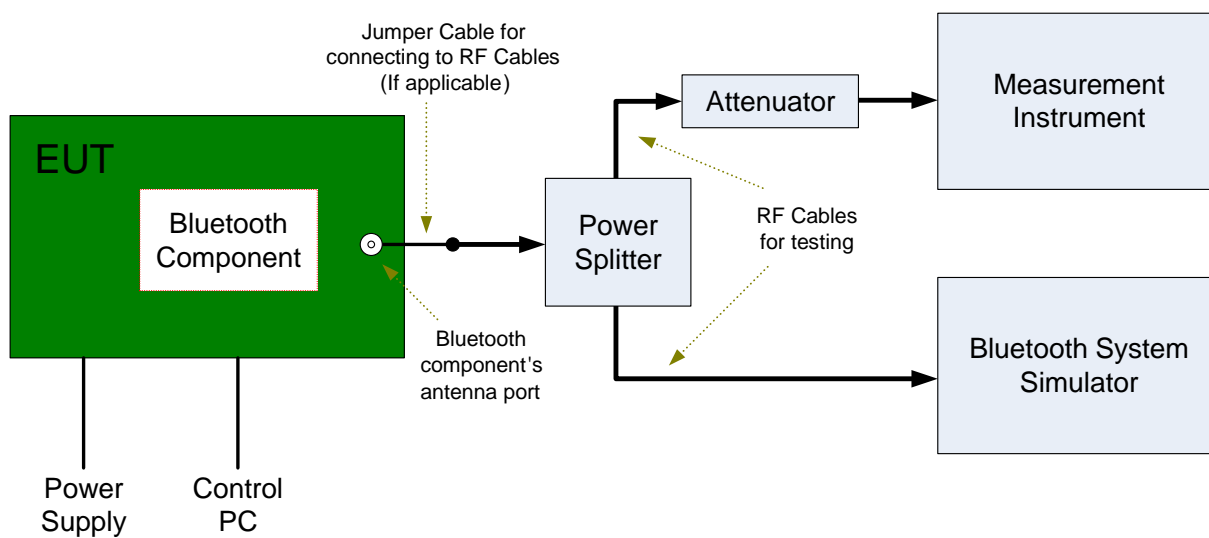 Jumper Cable for
connecting to RF Cables
(If applicable)
EUT
Bluetooth
Component
Bluetooth
component's
antenna port
Power
Supply
Control
PC
Power
Splitter
Attenuator
RF Cables
for testing
Measurement
Instrument
Bluetooth System
Simulator